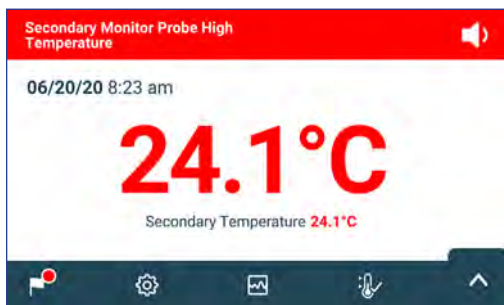 Secondary Monitor Probe High
Temperature
06/20/20 8:23 am
24.1°C
Secondary Temperature 24.1°C